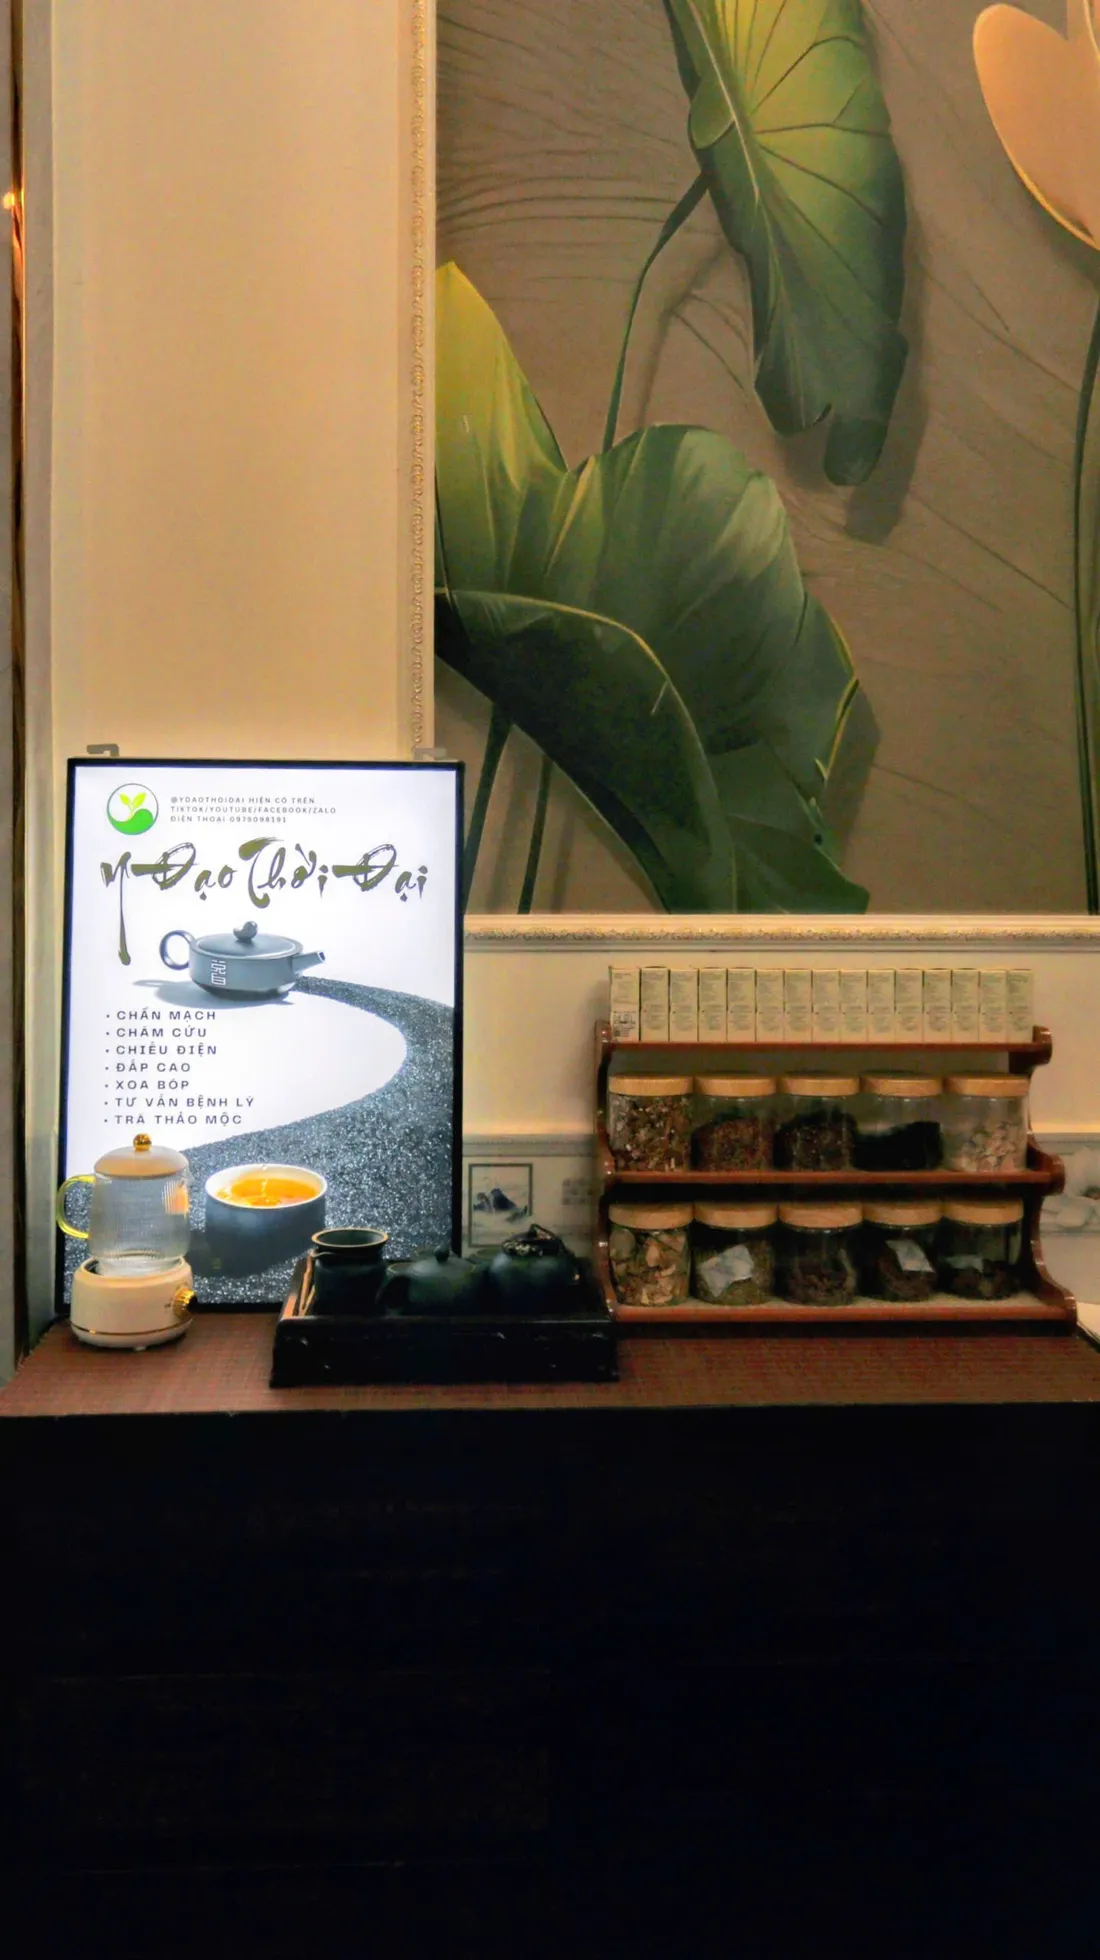 @YDAOTHOIDAI HIỆN CÓ TRÊN
TIKTOK/YOUTUBE/FACEBOOK/ZALO
ĐIỆN THOẠI 0979098191
Y Đạo Thời Đại
• CHẨN MẠCH
• CHÂM CỨU
• CHIẾU ĐIỆN
• ĐẮP CAO
• XOA BÓP
• TƯ VẤN BỆNH LÝ
• TRÀ THẢO MỘC